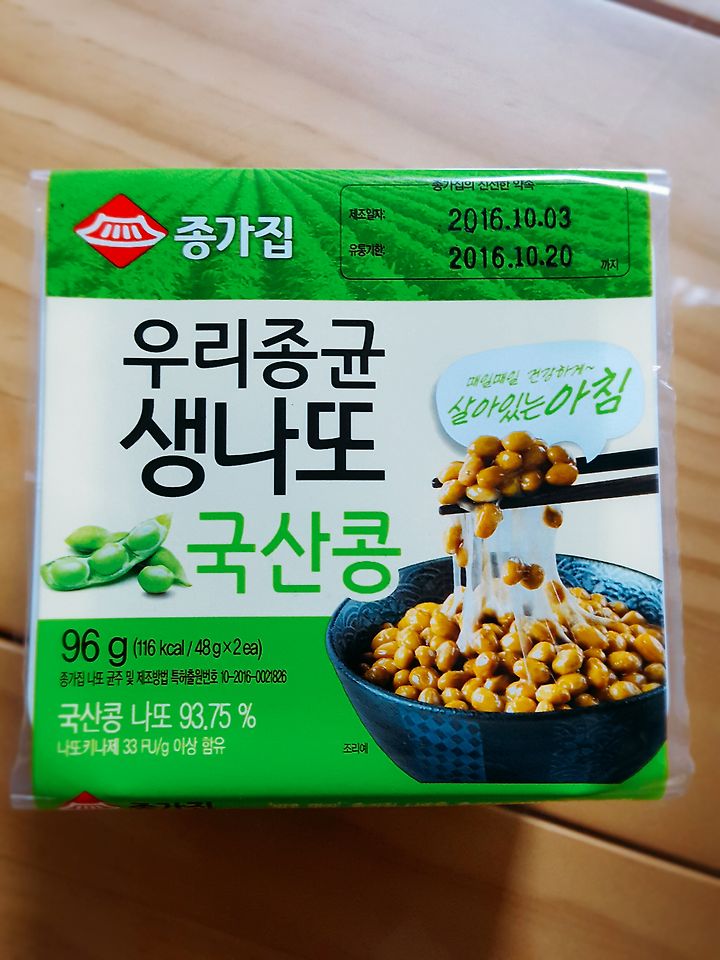 종가집
종가집의 신선한 약속
제조일자:
2016.10.03
유통기한:
2016.10.20
까지
우리종균
생나또
국산콩
매일매일 건강하게~
살아있는아침
96 g (116 kcal / 48 g×2 ea)
종가집 나또 균주 및 제조방법 특허출원번호 10-2016-0021826
국산콩 나또 93.75 %
나또키나제 33 FU/g 이상 함유
조리예
종가집